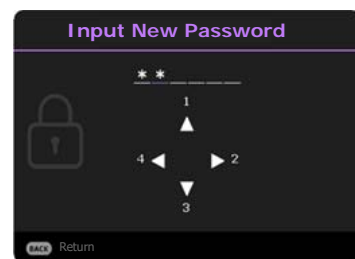 Input New Password
* * _ _ _ _
1
4 2
3
BACK Return